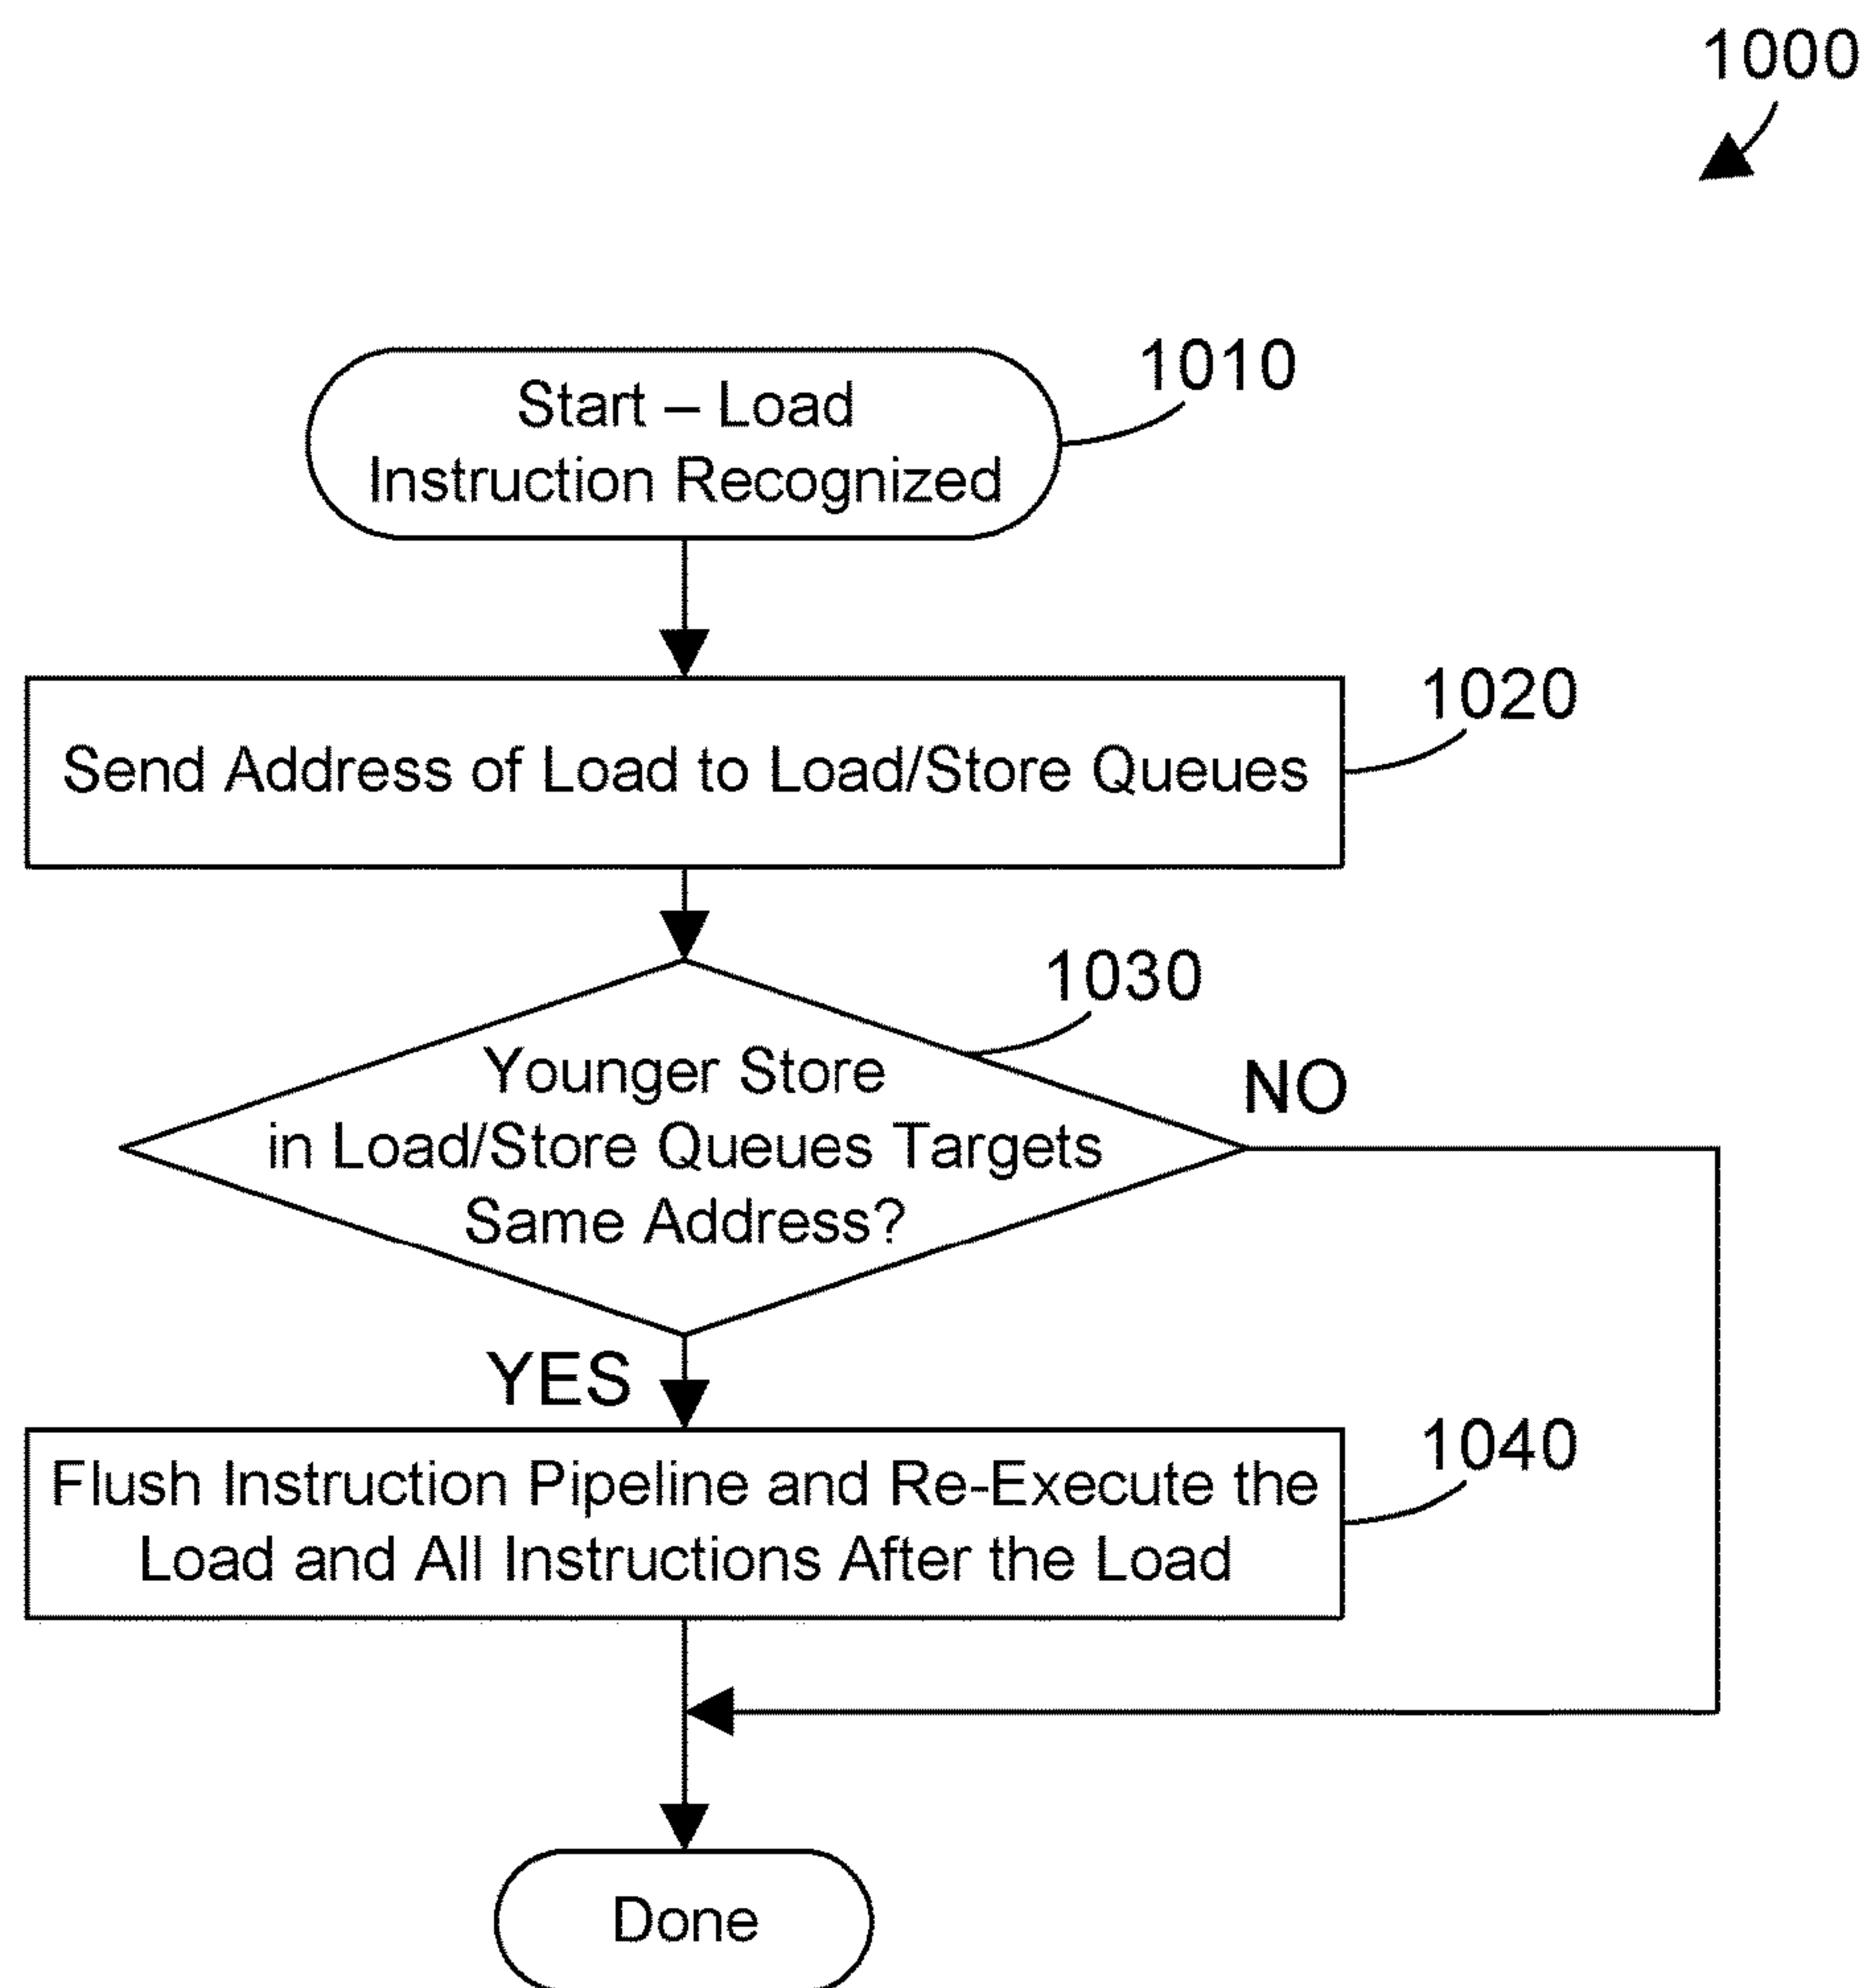 1000
Start – Load
Instruction Recognized
1010
Send Address of Load to Load/Store Queues
1020
1030
Younger Store
in Load/Store Queues Targets
Same Address?
NO
YES
Flush Instruction Pipeline and Re-Execute the
Load and All Instructions After the Load
1040
Done